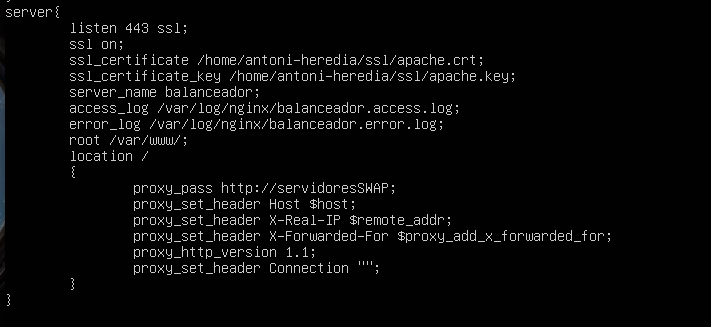 server{
listen 443 ssl;
ssl on;
ssl_certificate /home/antoni-heredia/ssl/apache.crt;
ssl_certificate_key /home/antoni-heredia/ssl/apache.key;
server_name balanceador;
access_log /var/log/nginx/balanceador.access.log;
error_log /var/log/nginx/balanceador.error.log;
root /var/www/;
location /
{
proxy_pass http://servidoresSWAP;
proxy_set_header Host $host;
proxy_set_header X-Real-IP $remote_addr;
proxy_set_header X-Forwarded-For $proxy_add_x_forwarded_for;
proxy_http_version 1.1;
proxy_set_header Connection "";
}
}